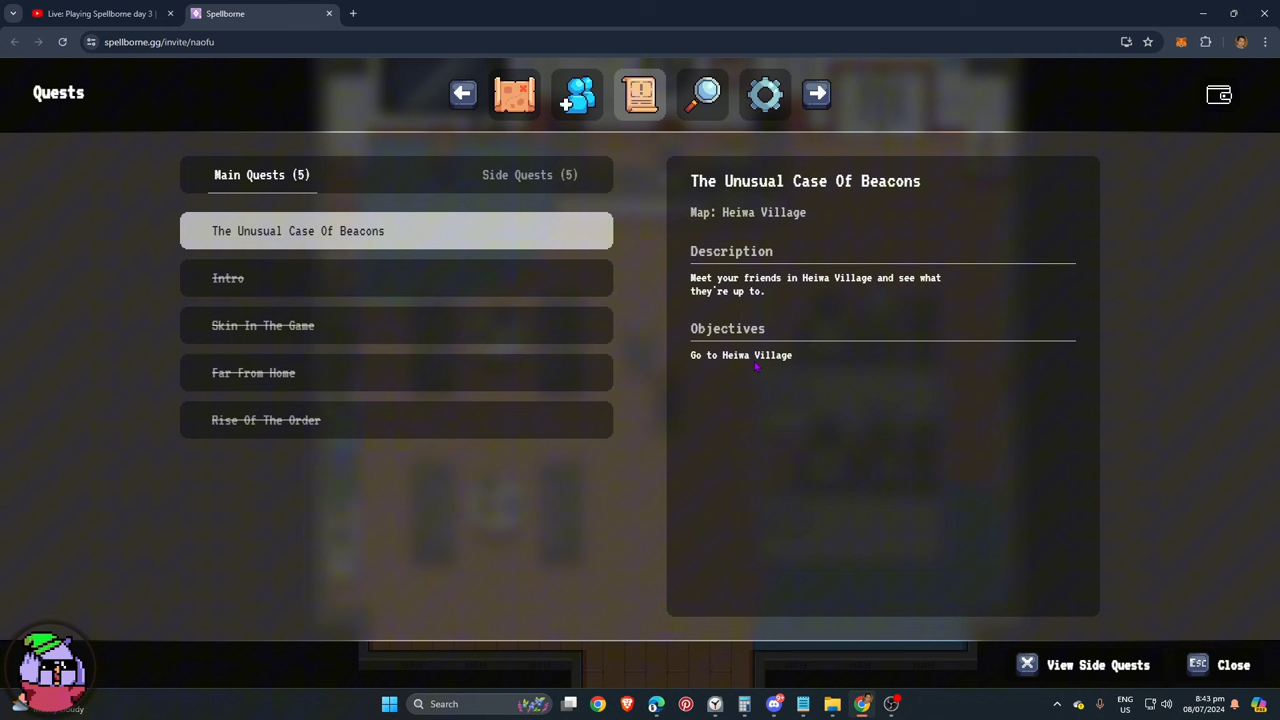 Live: Playing Spellborne day 3 |
Spellborne
spellborne.gg/invite/naofu
Quests
Main Quests (5)
Side Quests (5)
The Unusual Case Of Beacons
Intro
Skin In The Game
Far From Home
Rise Of The Order
The Unusual Case Of Beacons
Map: Heiwa Village
Description
Meet your friends in Heiwa Village and see what
they're up to.
Objectives
Go to Heiwa Village
View Side Quests
ESC
Close
Search
9+
ENG
US
8:43 pm
08/07/2024